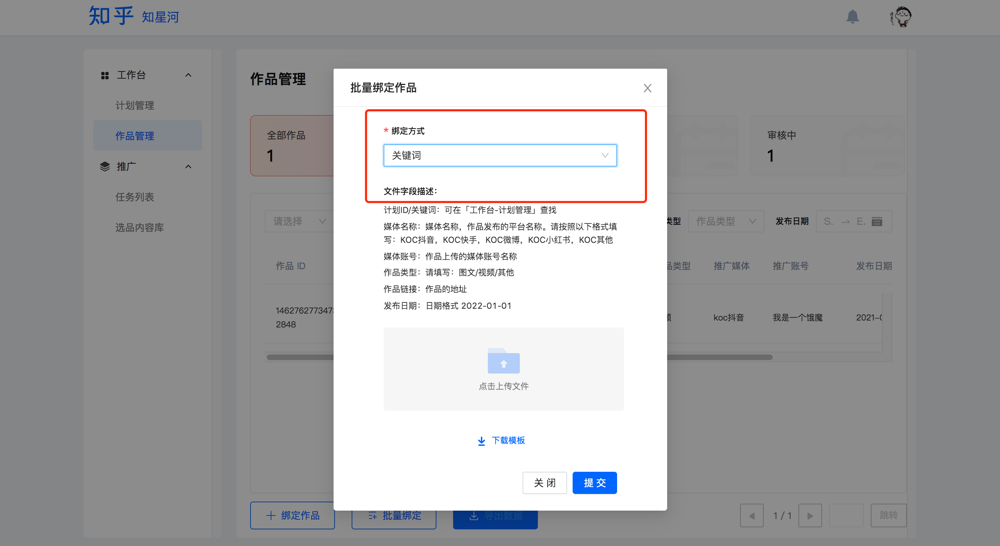 知乎 知星河
工作台
计划管理
作品管理
推广
任务列表
选品内容库
作品管理
全部作品
1
审核中
1
请选择
类型
作品类型
发布日期
S.
E.
作品 ID
品类型
推广媒体
推广账号
发布日期
1462762773473
2848
频
koc抖音
我是一个饿魔
2021-0
批量绑定作品
* 绑定方式
关键词
文件字段描述：
计划ID/关键词：可在「工作台-计划管理」查找
媒体名称：媒体名称，作品发布的平台名称。请按照以下格式填
写：KOC抖音，KOC快手，KOC微博，KOC小红书，KOC其他
媒体账号：作品上传的媒体账号名称
作品类型：请填写：图文/视频/其他
作品链接：作品的地址
发布日期：日期格式 2022-01-01
点击上传文件
下载模板
关 闭
提 交
绑定作品
批量绑定
导出数据
1 / 1
跳转